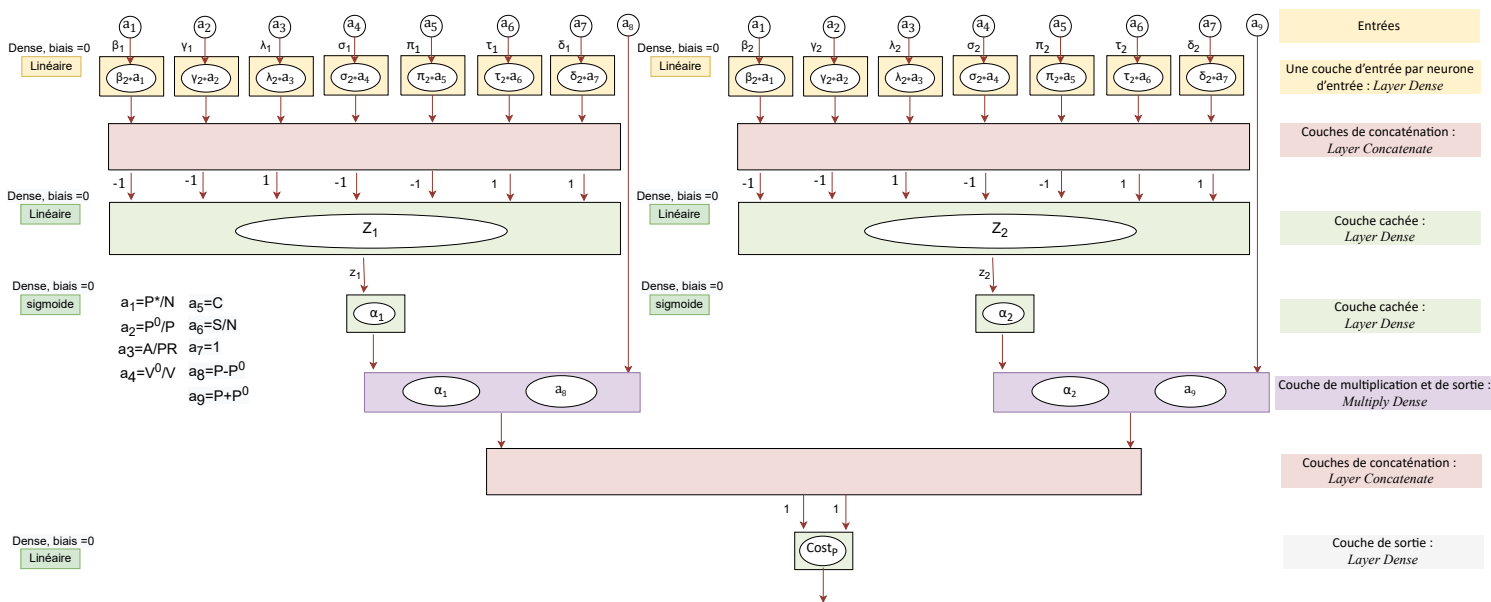 a₁ a₂ a₃ a₄ a₅ a₆ a₇ a₈ a₁ a₂ a₃ a₄ a₅ a₆ a₇ a₉ Entrées
Dense, biais =0 β₁ γ₁ λ₁ σ₁ π₁ τ₁ δ₁ Dense, biais =0 β₂ γ₂ λ₂ σ₂ π₂ τ₂ δ₂
Linéaire β₂*a₁ γ₂*a₂ λ₂*a₃ σ₂*a₄ π₂*a₅ τ₂*a₆ δ₂*a₇ Linéaire β₂*a₁ γ₂*a₂ λ₂*a₃ σ₂*a₄ π₂*a₅ τ₂*a₆ δ₂*a₇
Une couche d'entrée par neurone
d'entrée : Layer Dense
Couches de concaténation :
Layer Concatenate
-1 -1 1 -1 -1 1 1 -1 -1 1 -1 -1 1 1
Dense, biais =0 Dense, biais =0
Linéaire Z₁ Linéaire Z₂
Couche cachée :
Layer Dense
z₁ z₂
Dense, biais =0 Dense, biais =0
sigmoide α₁ sigmoide α₂
Couche cachée :
Layer Dense
a₁=P*/N a₅=C
a₂=P⁰/P a₆=S/N
a₃=A/PR a₇=1
a₄=V⁰/V a₈=P-P⁰
a₉=P+P⁰
α₁ a₈ α₂ a₉
Couche de multiplication et de sortie :
Multiply Dense
Couches de concaténation :
Layer Concatenate
1 1
Dense, biais =0
Linéaire Cost_P
Couche de sortie :
Layer Dense